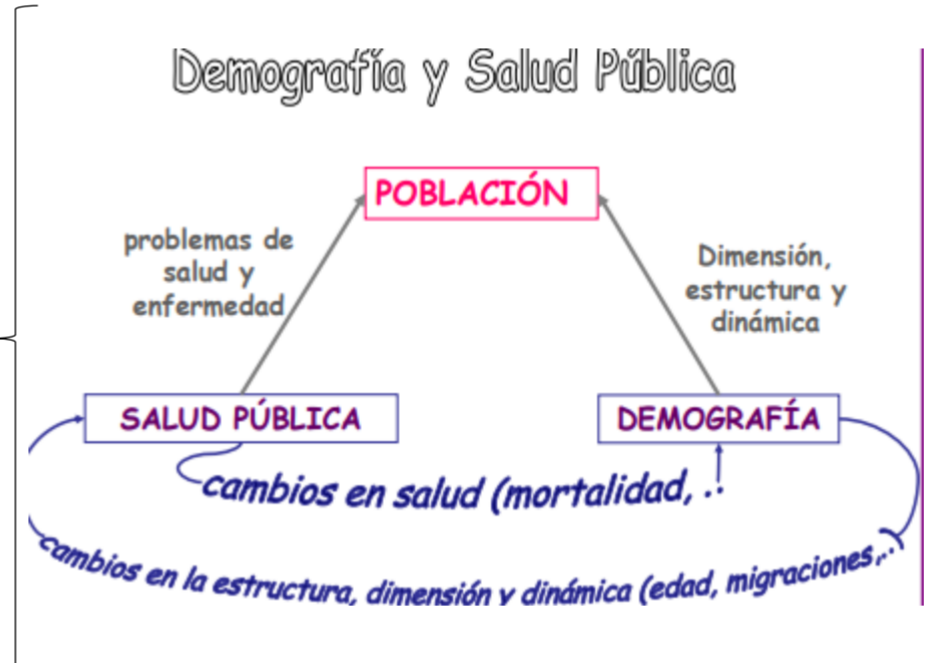 Demografía y Salud Pública
POBLACIÓN
problemas de
salud y
enfermedad
Dimensión,
estructura y
dinámica
SALUD PÚBLICA
DEMOGRAFÍA
cambios en salud (mortalidad, ..
cambios en la estructura, dimensión y dinámica (edad, migraciones,..)